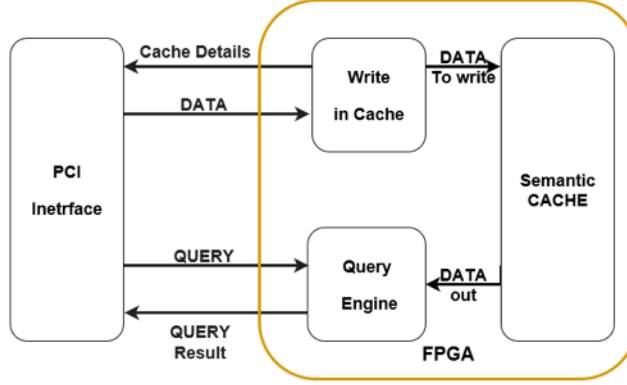 Cache Details
DATA
PCI
Inetrface
QUERY
QUERY
Result
Write
in Cache
DATA
To write
Semantic
CACHE
Query
Engine
DATA
out
FPGA